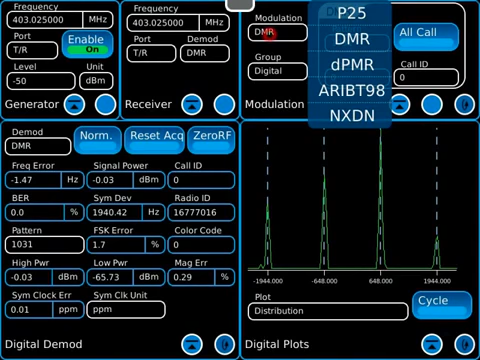 Frequency
403.025000
MHz
Port
T/R
Enable
On
Level
-50
Unit
dBm
Generator
Frequency
403.025000
MHz
Port
T/R
Demod
DMR
Receiver
Modulation
DMR
Group
Digital
Modulation
P25
DMR
dPMR
ARIBT98
NXDN
All Call
Call ID
0
Demod
DMR
Norm.
Reset Acq
ZeroRF
Freq Error
-1.47
Hz
Signal Power
-0.03
dBm
Call ID
0
BER
0.0
%
Sym Dev
1940.42
Hz
Radio ID
16777016
Pattern
1031
FSK Error
1.7
%
Color Code
0
High Pwr
-0.03
dBm
Low Pwr
-65.73
dBm
Mag Err
0.29
%
Sym Clock Err
0.01
ppm
Sym Clk Unit
ppm
Digital Demod
-1944.000
-648.000
648.000
1944.000
Plot
Distribution
Cycle
Digital Plots